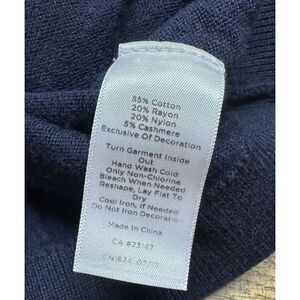 55% Cotton
20% Rayon
20% Nylon
5% Cashmere
Exclusive Of Decoration
Turn Garment Inside
Out
Hand Wash Cold
Only Non-Chlorine
Bleach When Needed
Reshape, Lay Flat To
Dry
Cool Iron, If Needed
Do Not Iron Decoration
Made In China
CA #23147